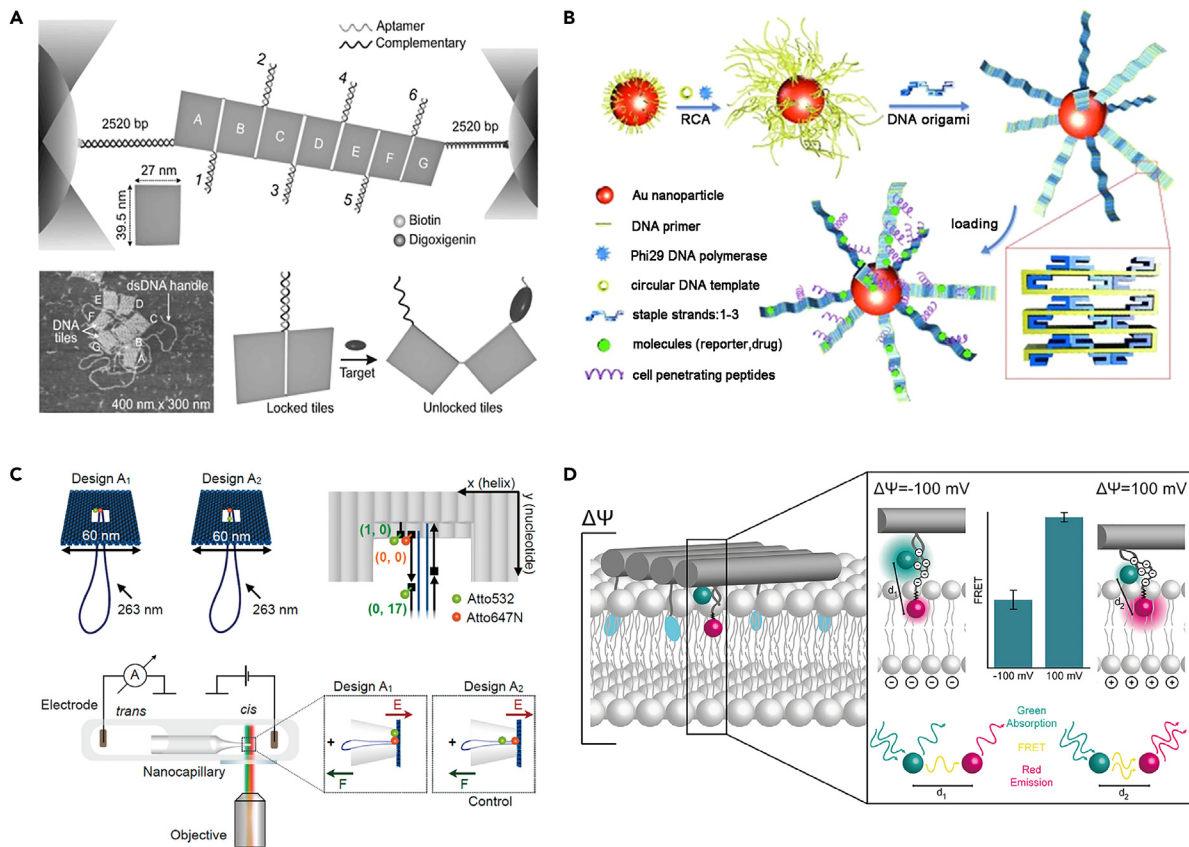 A
Aptamer
Complementary
2
4
6
2520 bp
A
B
C
D
E
F
G
2520 bp
27 nm
39.5 nm
1
3
5
Biotin
Digoxigenin
dsDNA handle
E
D
F
C
DNA
tiles
G
B
A
400 nm x 300 nm
Target
Locked tiles
Unlocked tiles
B
RCA
DNA origami
Au nanoparticle
DNA primer
Phi29 DNA polymerase
circular DNA template
staple strands:1-3
molecules (reporter,drug)
cell penetrating peptides
loading
C
Design A1
Design A2
60 nm
60 nm
263 nm
263 nm
x (helix)
y (nucleotide)
(1, 0)
(0, 0)
(0, 17)
Atto532
Atto647N
A
Electrode
trans
cis
Nanocapillary
Objective
Design A1
Design A2
E
E
+
+
F
F
Control
D
ΔΨ
ΔΨ=-100 mV
ΔΨ=100 mV
d1
FRET
-100 mV
100 mV
d2
Green
Absorption
FRET
Red
Emission
d1
d2